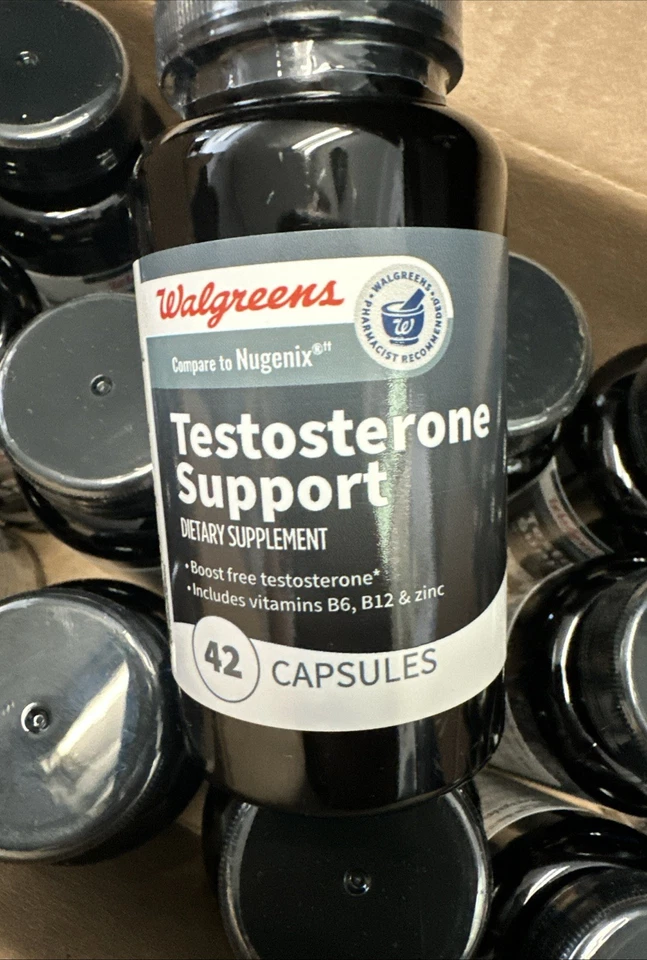 Walgreens
WALGREENS
PHARMACIST RECOMMENDED
W
Compare to Nugenix®††
Testosterone
Support
DIETARY SUPPLEMENT
•Boost free testosterone*
•Includes vitamins B6, B12 & zinc
42 CAPSULES